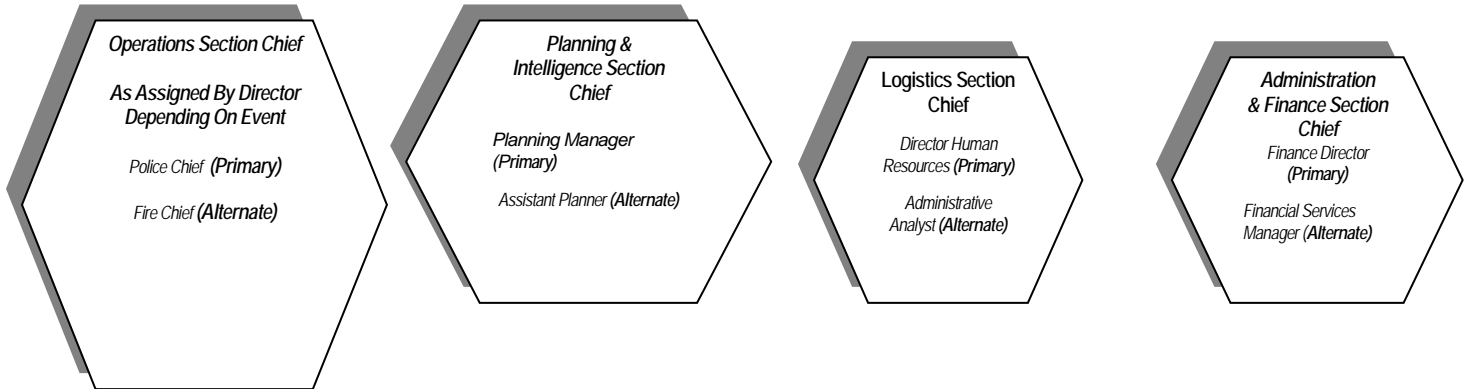 Operations Section Chief
As Assigned By Director
Depending On Event
Police Chief (Primary)
Fire Chief (Alternate)
Planning &
Intelligence Section
Chief
Planning Manager
(Primary)
Assistant Planner (Alternate)
Logistics Section
Chief
Director Human
Resources (Primary)
Administrative
Analyst (Alternate)
Administration
& Finance Section
Chief
Finance Director
(Primary)
Financial Services
Manager (Alternate)